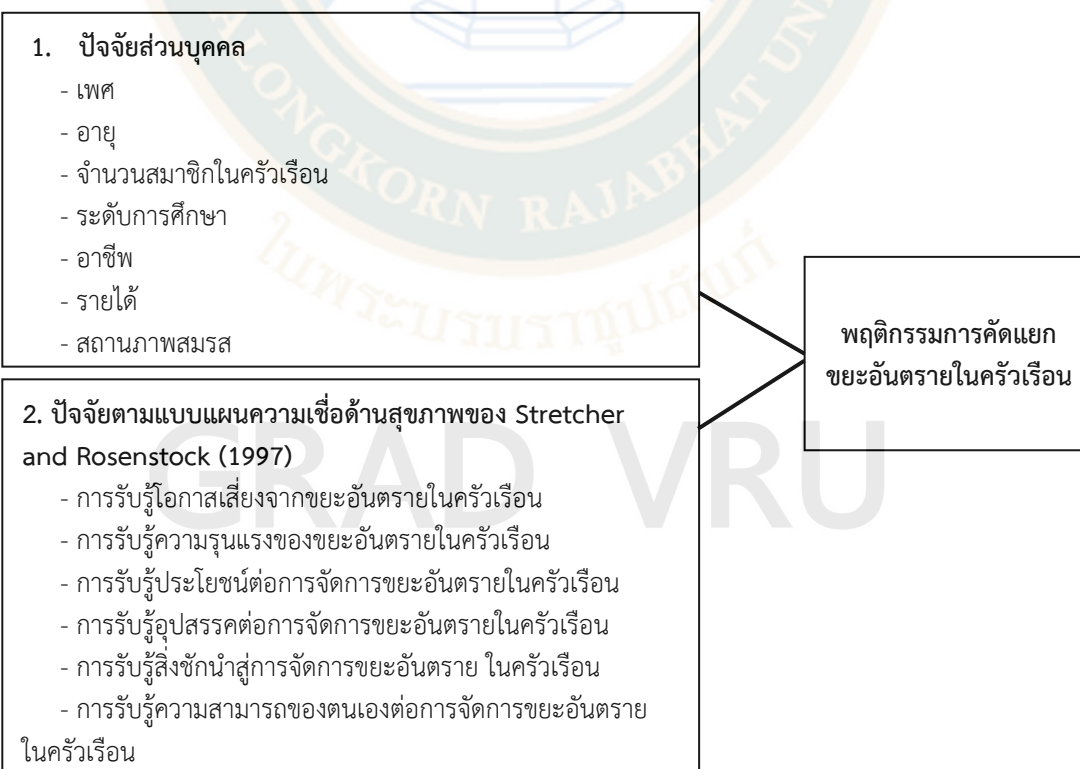 1. ปัจจัยส่วนบุคคล
- เพศ
- อายุ
- จำนวนสมาชิกในครัวเรือน
- ระดับการศึกษา
- อาชีพ
- รายได้
- สถานภาพสมรส
2. ปัจจัยตามแบบแผนความเชื่อด้านสุขภาพของ Stretcher
and Rosenstock (1997)
- การรับรู้โอกาสเสี่ยงจากขยะอันตรายในครัวเรือน
- การรับรู้ความรุนแรงของขยะอันตรายในครัวเรือน
- การรับรู้ประโยชน์ต่อการจัดการขยะอันตรายในครัวเรือน
- การรับรู้อุปสรรคต่อการจัดการขยะอันตรายในครัวเรือน
- การรับรู้สิ่งชักนำสู่การจัดการขยะอันตราย ในครัวเรือน
- การรับรู้ความสามารถของตนเองต่อการจัดการขยะอันตราย
ในครัวเรือน
พฤติกรรมการคัดแยก
ขยะอันตรายในครัวเรือน
ALONGKORN RAJABHAT UN
ในพระบรมราชูปถัมภ์
GRAD VRU